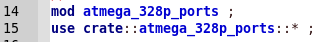 14 mod atmega_328p_ports ;
15 use crate::atmega_328p_ports::* ;